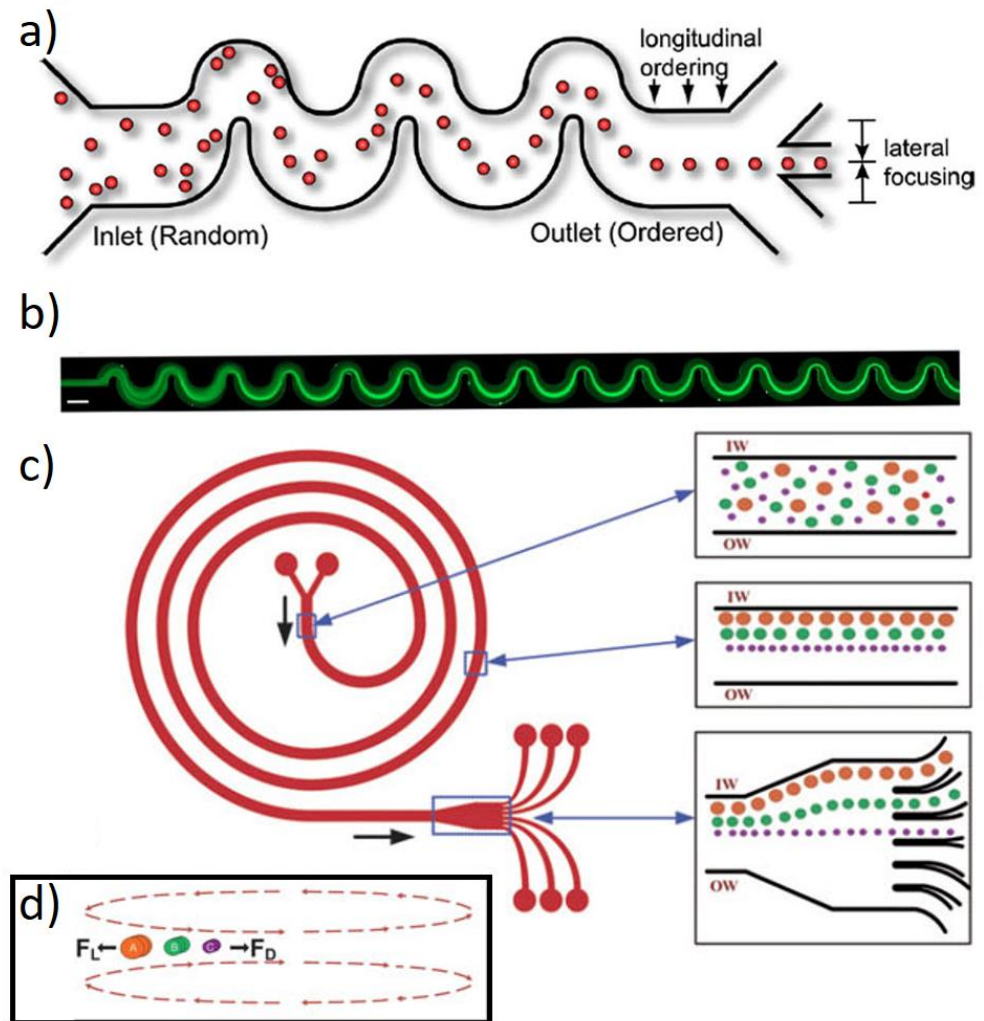 a)
longitudinal
ordering
lateral
focusing
Inlet (Random)
Outlet (Ordered)
b)
c)
IW
OW
IW
OW
IW
OW
d)
FL
A
B
C
FD